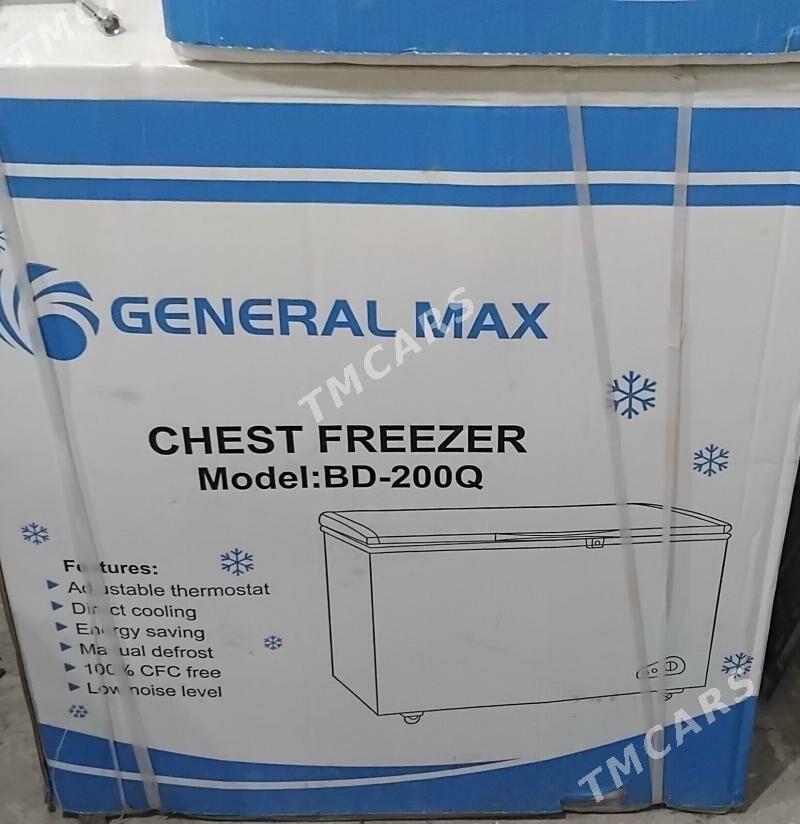 TMCARS
GENERAL MAX
TMCARS
CHEST FREEZER
Model:BD-200Q
Features:
Adjustable thermostat
Direct cooling
Energy saving
Manual defrost
100% CFC free
Low noise level
TMCARS